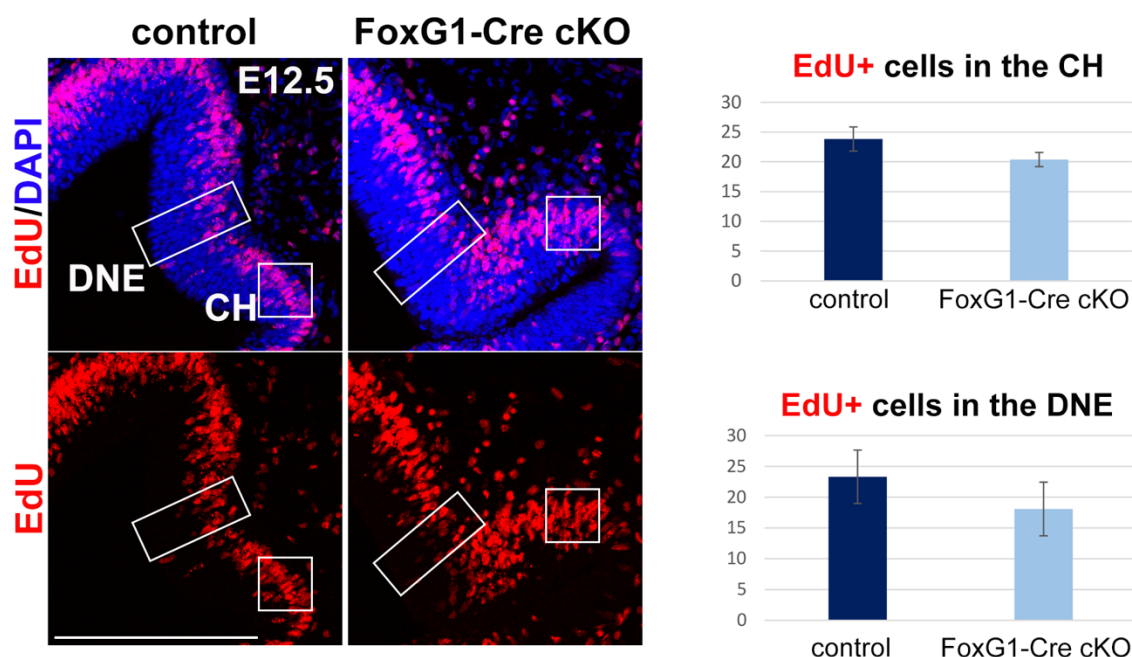 control
FoxG1-Cre cKO
E12.5
EdU/DAPI
DNE
CH
EdU
EdU+ cells in the CH
30
25
20
15
10
5
0
control
FoxG1-Cre cKO
EdU+ cells in the DNE
30
25
20
15
10
5
0
control
FoxG1-Cre cKO